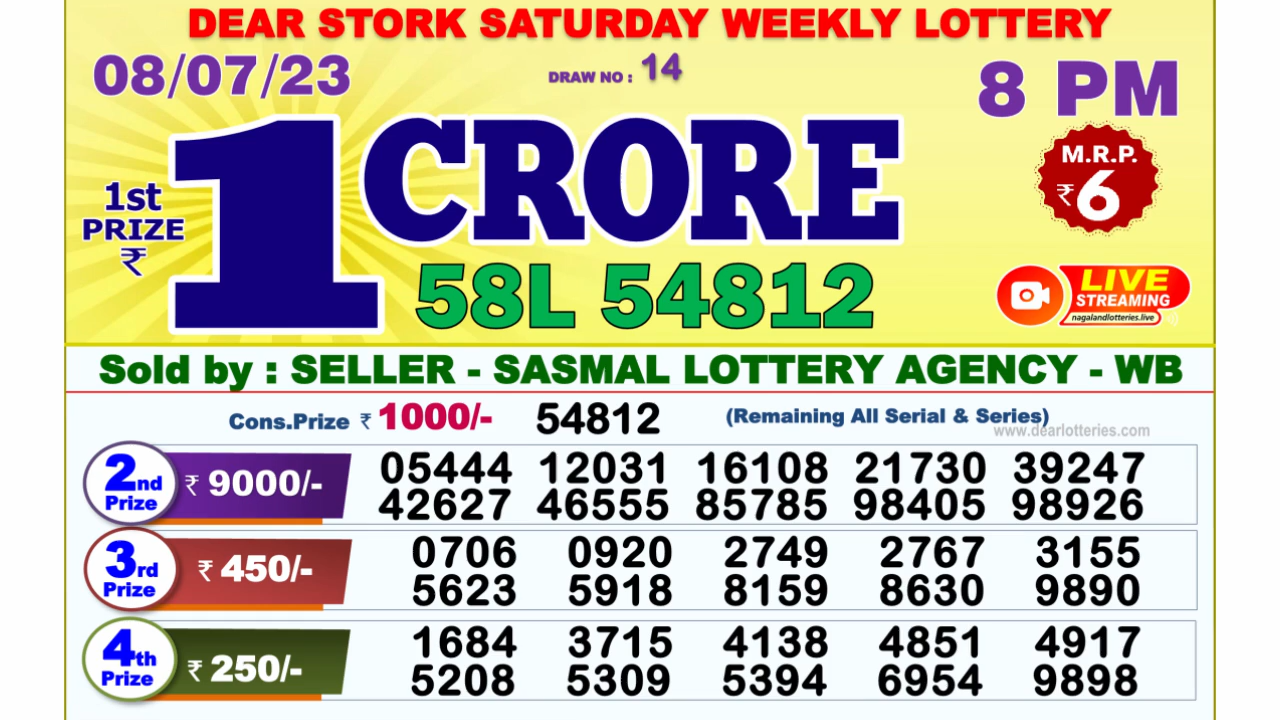 DEAR STORK SATURDAY WEEKLY LOTTERY
08/07/23
DRAW NO : 14
8 PM
1st
PRIZE
₹
1 CRORE
M.R.P.
₹ 6
58L 54812
LIVE
STREAMING
nagalandlotteries.live
Sold by : SELLER - SASMAL LOTTERY AGENCY - WB
Cons.Prize ₹ 1000/- 54812 (Remaining All Serial & Series)
www.dearlotteries.com
2nd Prize ₹ 9000/-
05444 12031 16108 21730 39247
42627 46555 85785 98405 98926
3rd Prize ₹ 450/-
0706 0920 2749 2767 3155
5623 5918 8159 8630 9890
4th Prize ₹ 250/-
1684 3715 4138 4851 4917
5208 5309 5394 6954 9898